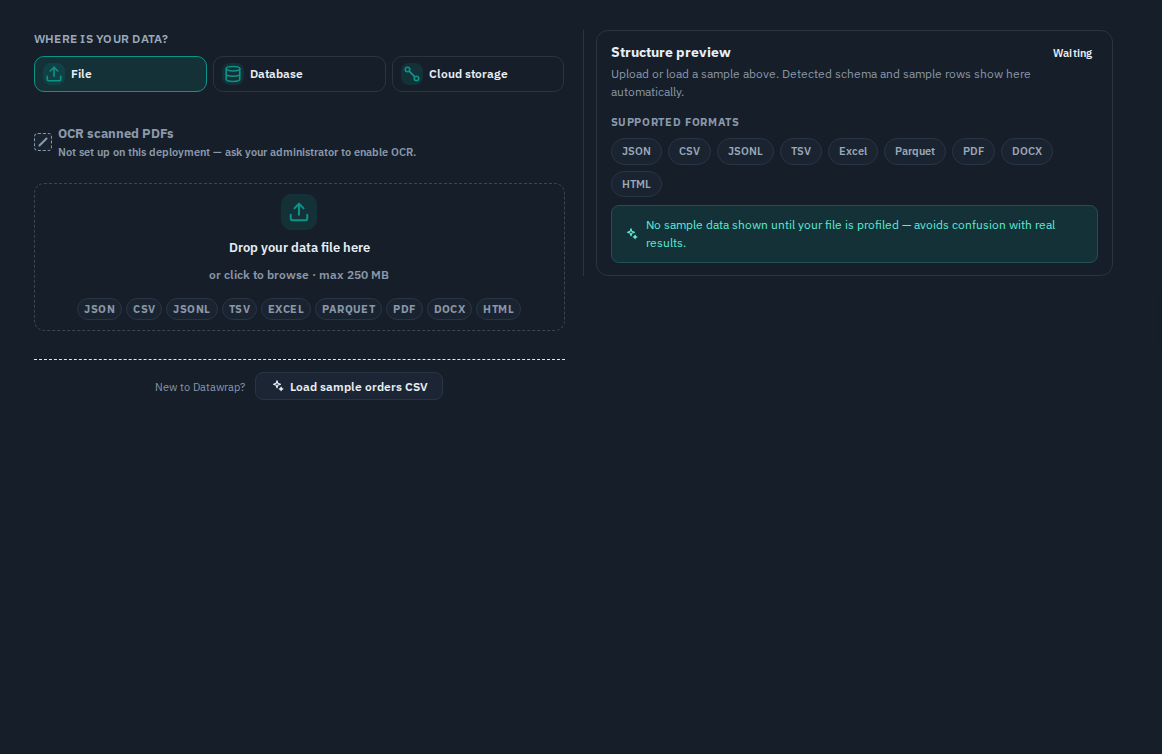 WHERE IS YOUR DATA?
File
Database
Cloud storage
OCR scanned PDFs
Not set up on this deployment — ask your administrator to enable OCR.
Drop your data file here
or click to browse · max 250 MB
JSON CSV JSONL TSV EXCEL PARQUET PDF DOCX HTML
New to Datawrap?
Load sample orders CSV
Structure preview
Waiting
Upload or load a sample above. Detected schema and sample rows show here
automatically.
SUPPORTED FORMATS
JSON CSV JSONL TSV Excel Parquet PDF DOCX
HTML
No sample data shown until your file is profiled — avoids confusion with real
results.